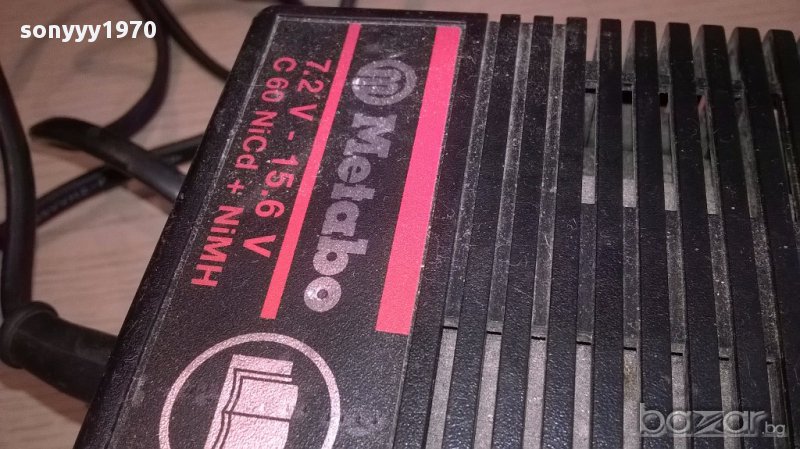 sonyyy1970
Metabo
7.2 V - 15.6 V
C 60 NiCd + NiMH
bazar.bg